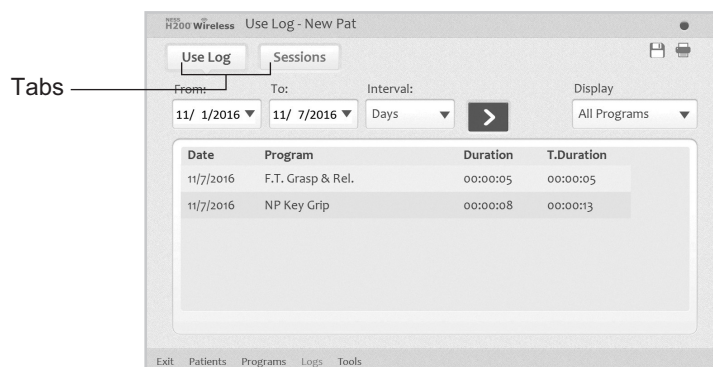 NESS
H200 Wireless Use Log - New Pat
Use Log Sessions
Tabs
From: To: Interval: Display
11/ 1/2016 11/ 7/2016 Days > All Programs
Date Program Duration T.Duration
11/7/2016 F.T. Grasp & Rel. 00:00:05 00:00:05
11/7/2016 NP Key Grip 00:00:08 00:00:13
Exit Patients Programs Logs Tools